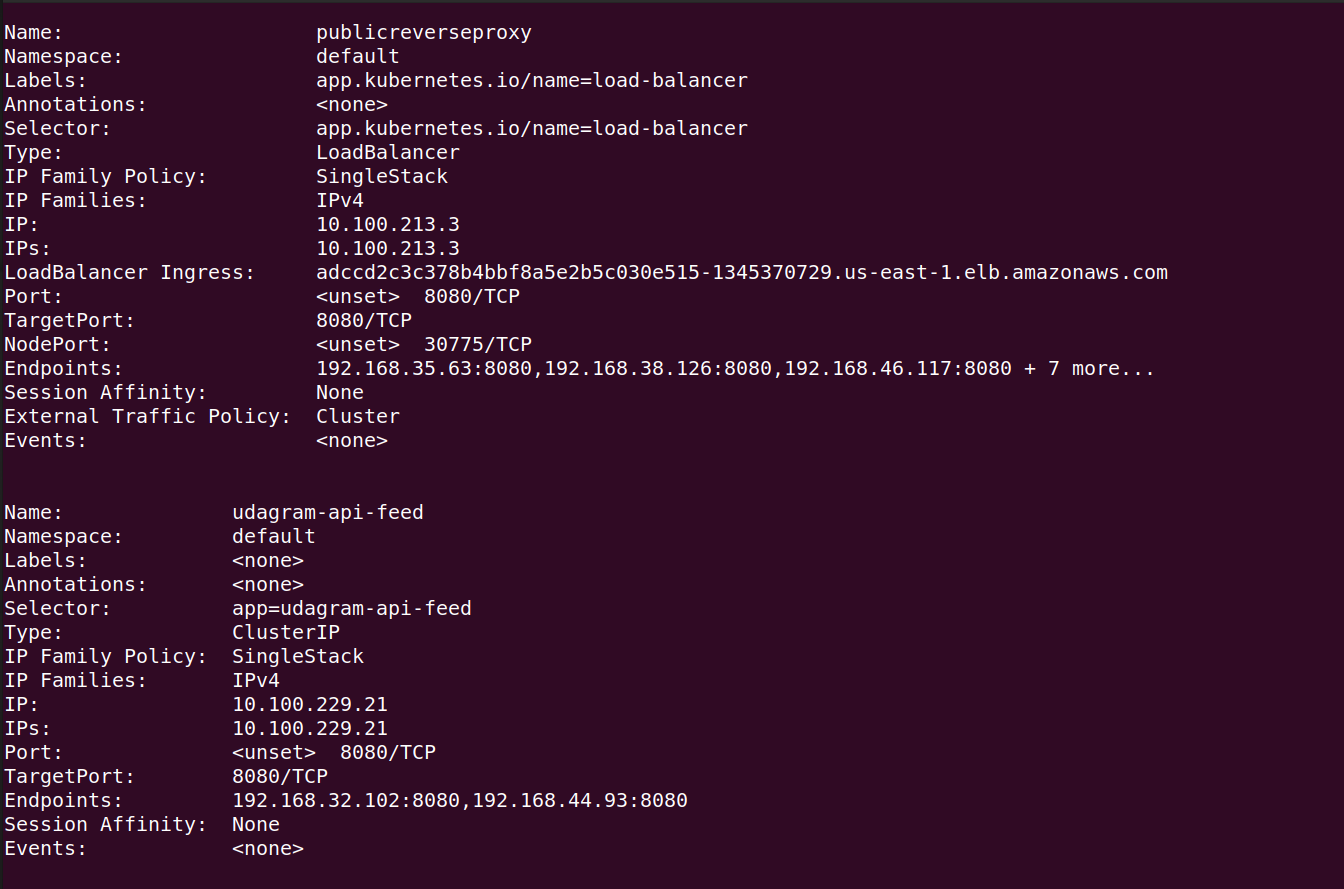 Name: publicreverseproxy
Namespace: default
Labels: app.kubernetes.io/name=load-balancer
Annotations: <none>
Selector: app.kubernetes.io/name=load-balancer
Type: LoadBalancer
IP Family Policy: SingleStack
IP Families: IPv4
IP: 10.100.213.3
IPs: 10.100.213.3
LoadBalancer Ingress: adccd2c3c378b4bbf8a5e2b5c030e515-1345370729.us-east-1.elb.amazonaws.com
Port: <unset> 8080/TCP
TargetPort: 8080/TCP
NodePort: <unset> 30775/TCP
Endpoints: 192.168.35.63:8080,192.168.38.126:8080,192.168.46.117:8080 + 7 more...
Session Affinity: None
External Traffic Policy: Cluster
Events: <none>
Name: udagram-api-feed
Namespace: default
Labels: <none>
Annotations: <none>
Selector: app=udagram-api-feed
Type: ClusterIP
IP Family Policy: SingleStack
IP Families: IPv4
IP: 10.100.229.21
IPs: 10.100.229.21
Port: <unset> 8080/TCP
TargetPort: 8080/TCP
Endpoints: 192.168.32.102:8080,192.168.44.93:8080
Session Affinity: None
Events: <none>